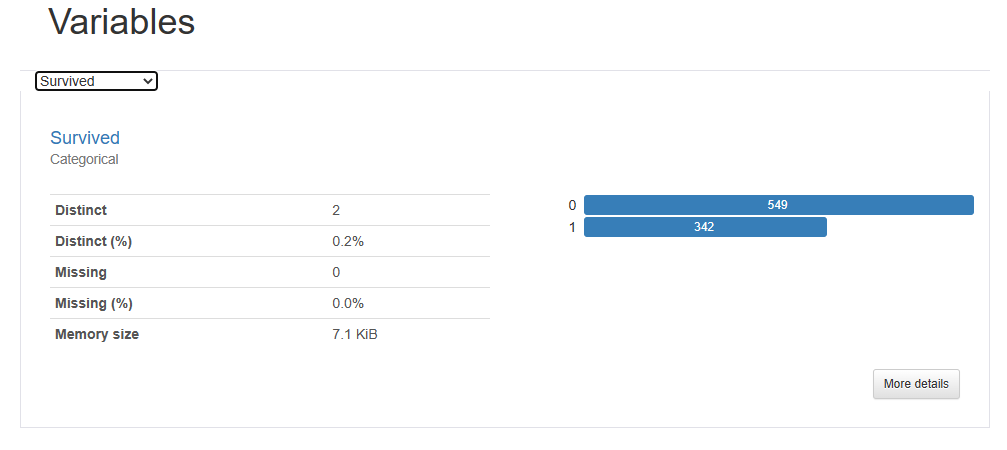 Variables
Survived
Survived
Categorical
Distinct 2
Distinct (%) 0.2%
Missing 0
Missing (%) 0.0%
Memory size 7.1 KiB
0 549
1 342
More details